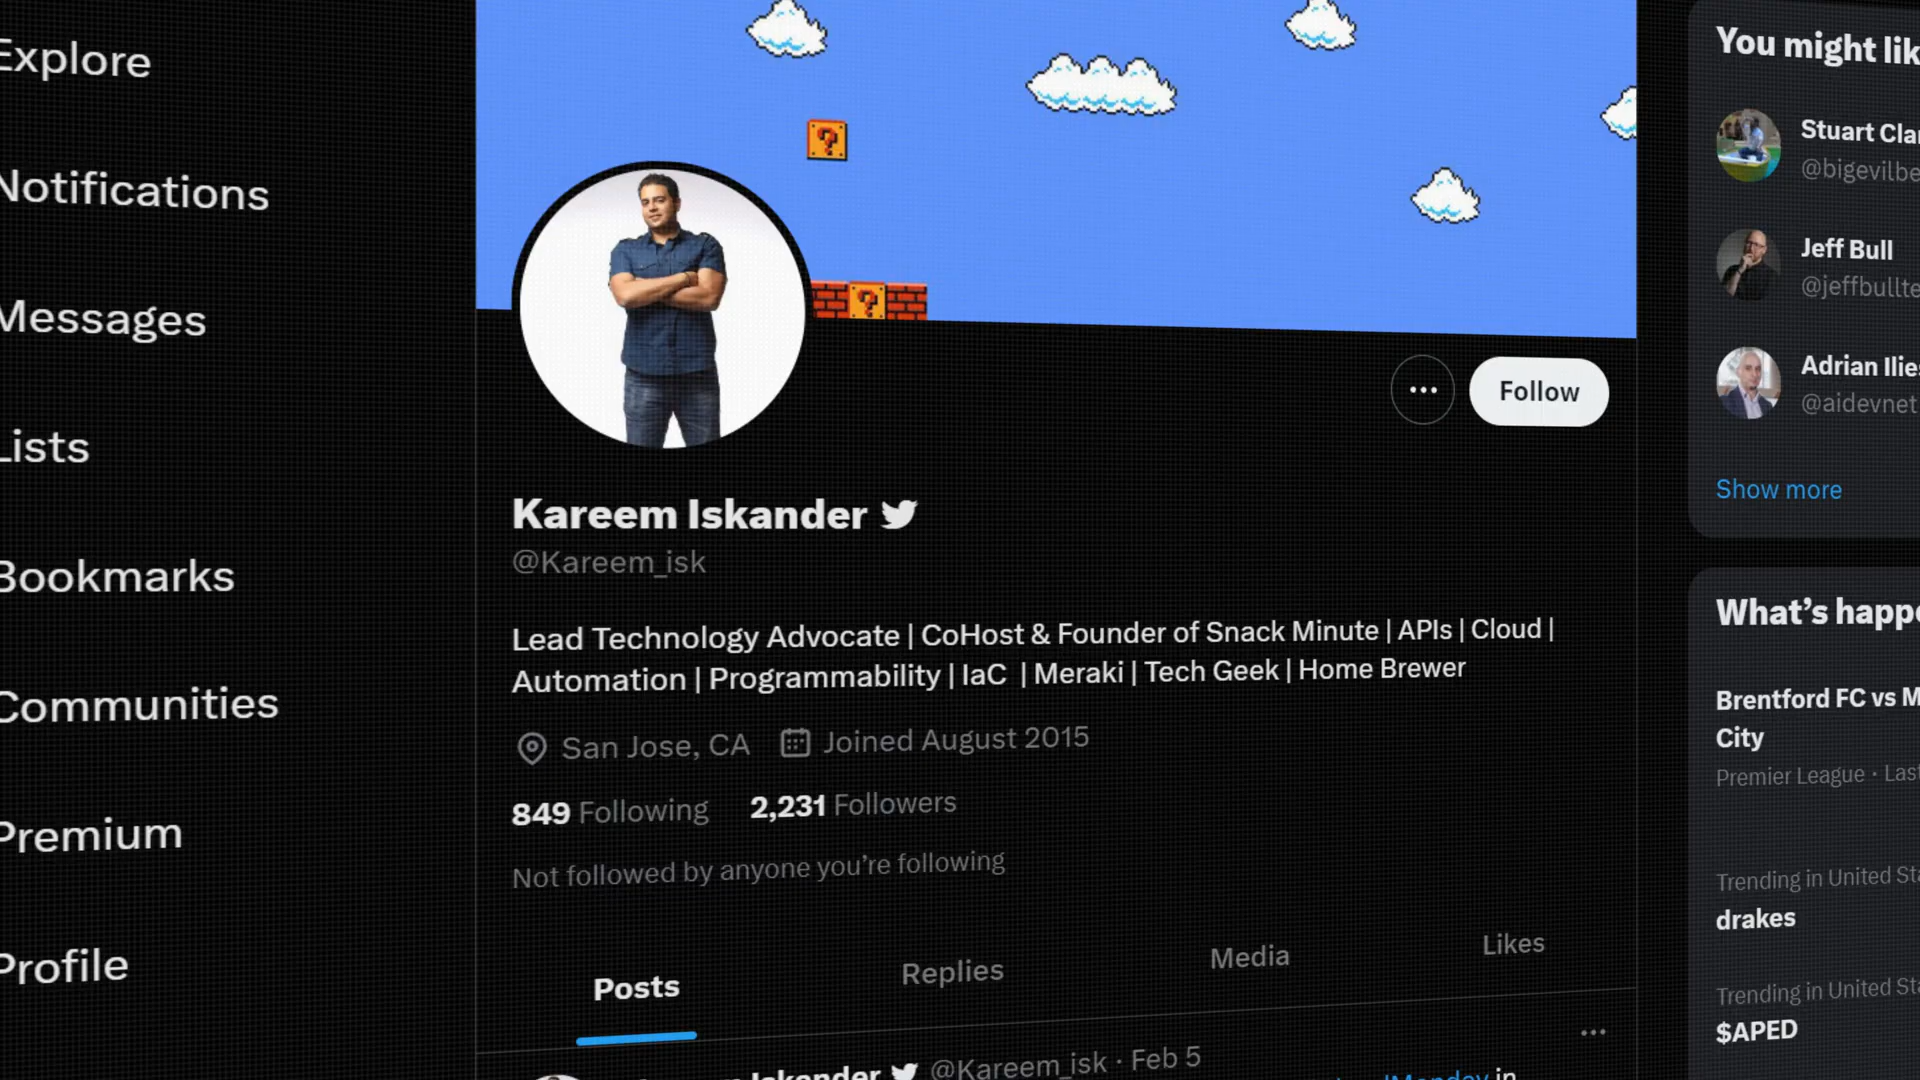 Explore
Notifications
Messages
Lists
Bookmarks
Communities
Premium
Profile
Follow
Kareem Iskander
@Kareem_isk
Lead Technology Advocate | CoHost & Founder of Snack Minute | APIs | Cloud |
Automation | Programmability | IaC | Meraki | Tech Geek | Home Brewer
San Jose, CA Joined August 2015
849 Following 2,231 Followers
Not followed by anyone you’re following
Posts Replies Media Likes
Iskander @Kareem_isk · Feb 5
in
You might lik
Stuart Cla
@bigevilbe
Jeff Bull
@jeffbullte
Adrian Ilie
@aidevnet
Show more
What’s happe
Brentford FC vs M
City
Premier League · Las
Trending in United Sta
drakes
Trending in United Sta
$APED